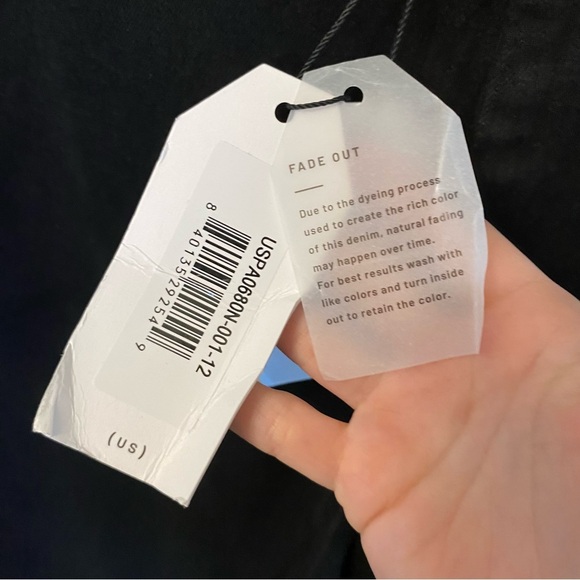 FADE OUT
Due to the dyeing process
used to create the rich color
of this denim, natural fading
may happen over time.
For best results wash with
like colors and turn inside
out to retain the color.
USPA0680N-001-12
8 40135 29254 9
(US)